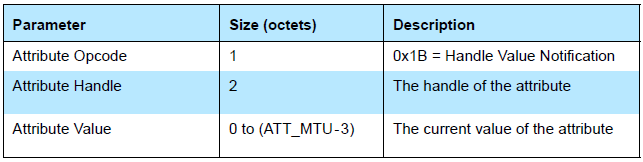 Parameter Size (octets) Description
Attribute Opcode 1 0x1B = Handle Value Notification
Attribute Handle 2 The handle of the attribute
Attribute Value 0 to (ATT_MTU-3) The current value of the attribute